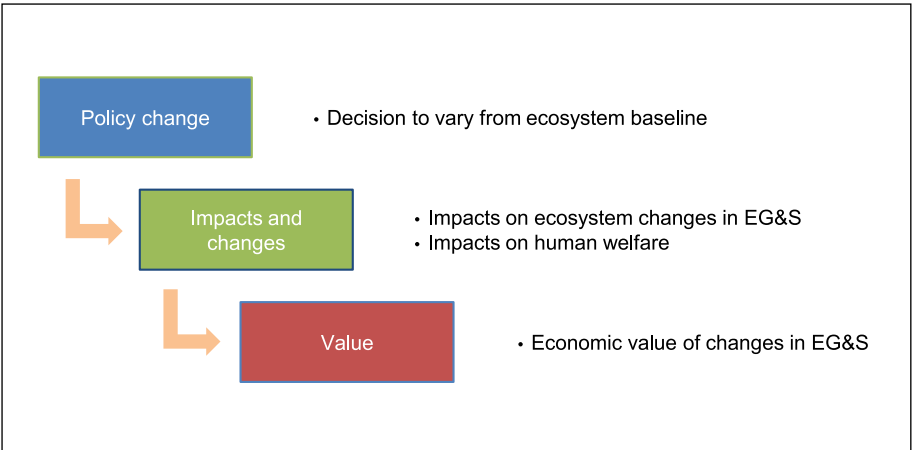 Policy change
• Decision to vary from ecosystem baseline
Impacts and
changes
• Impacts on ecosystem changes in EG&S
• Impacts on human welfare
Value
• Economic value of changes in EG&S